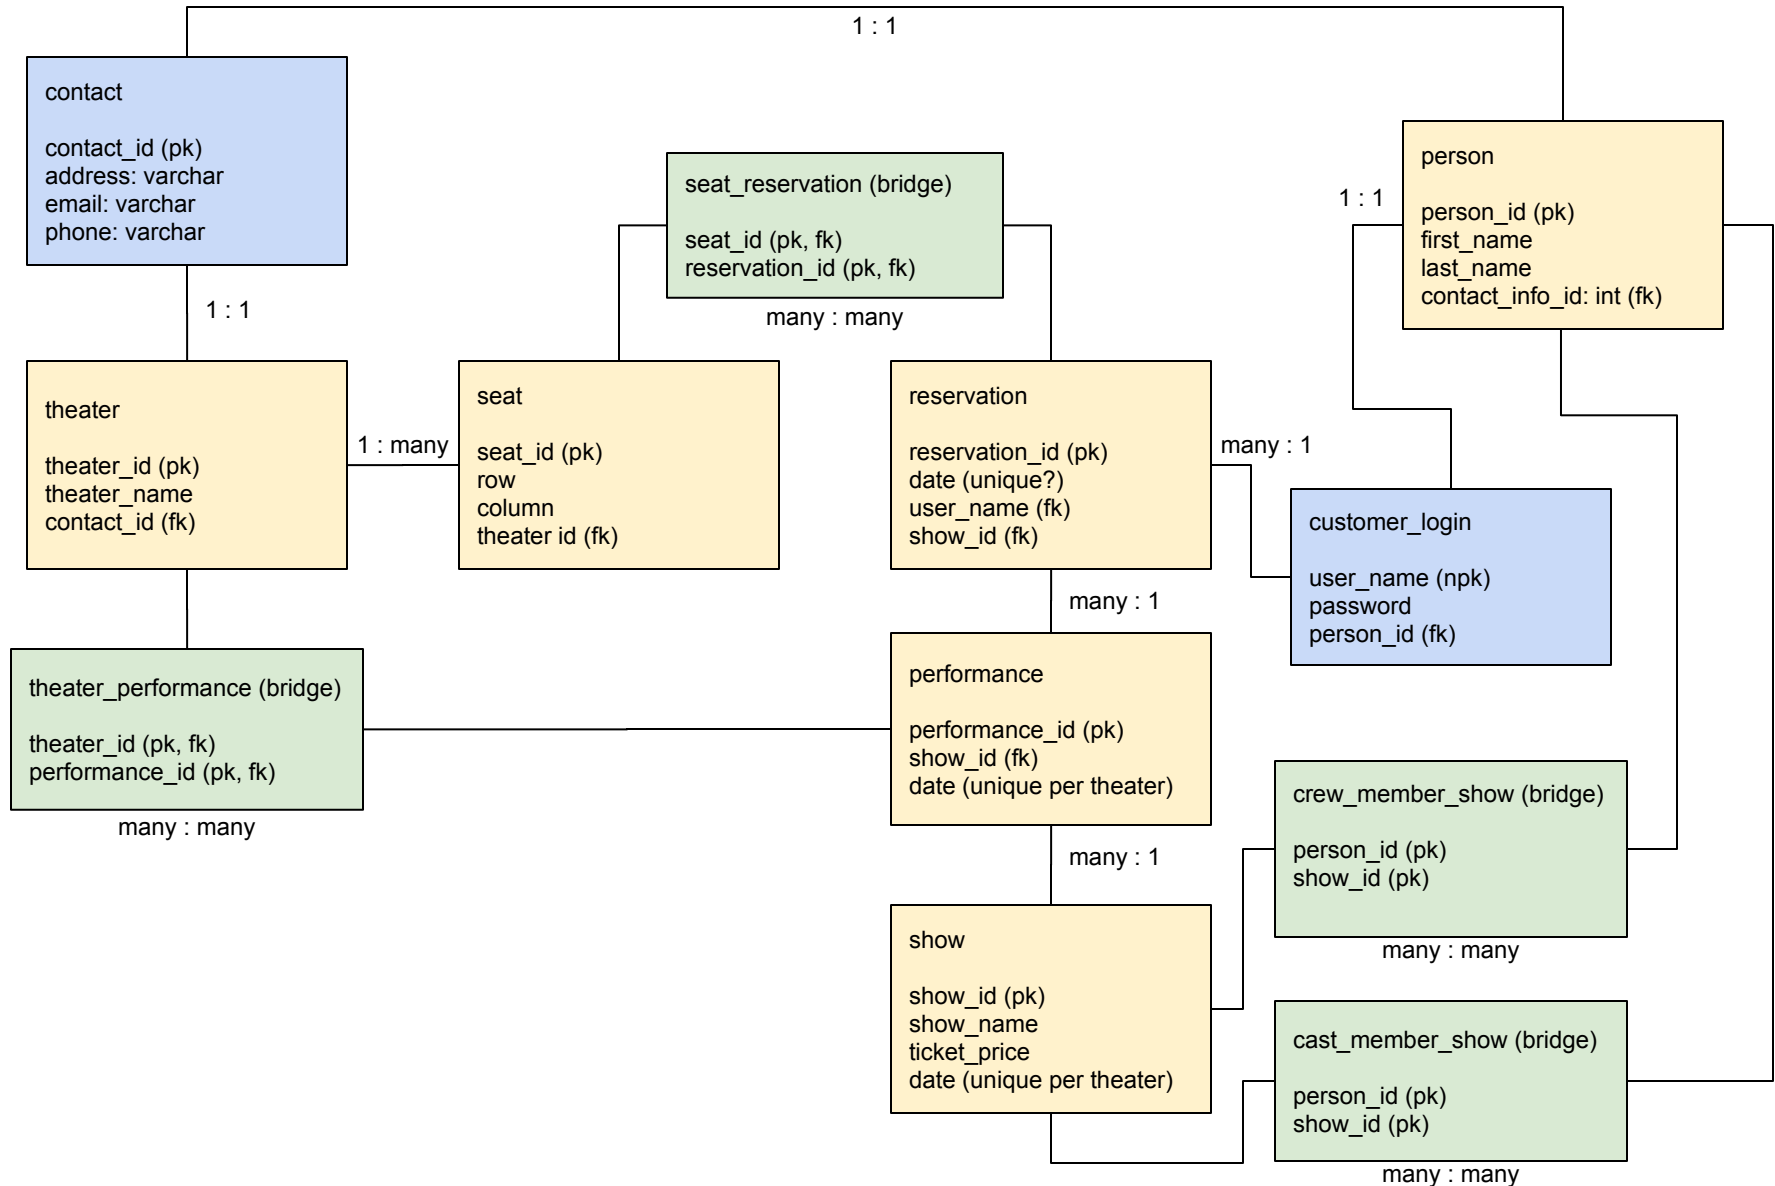 1 : 1
contact
contact_id (pk)
address: varchar
email: varchar
phone: varchar
1 : 1
seat_reservation (bridge)
seat_id (pk, fk)
reservation_id (pk, fk)
many : many
person
person_id (pk)
first_name
last_name
contact_info_id: int (fk)
1 : 1
theater
theater_id (pk)
theater_name
contact_id (fk)
1 : many
seat
seat_id (pk)
row
column
theater id (fk)
reservation
reservation_id (pk)
date (unique?)
user_name (fk)
show_id (fk)
many : 1
many : 1
customer_login
user_name (npk)
password
person_id (fk)
theater_performance (bridge)
theater_id (pk, fk)
performance_id (pk, fk)
many : many
performance
performance_id (pk)
show_id (fk)
date (unique per theater)
many : 1
crew_member_show (bridge)
person_id (pk)
show_id (pk)
many : many
show
show_id (pk)
show_name
ticket_price
date (unique per theater)
cast_member_show (bridge)
person_id (pk)
show_id (pk)
many : many